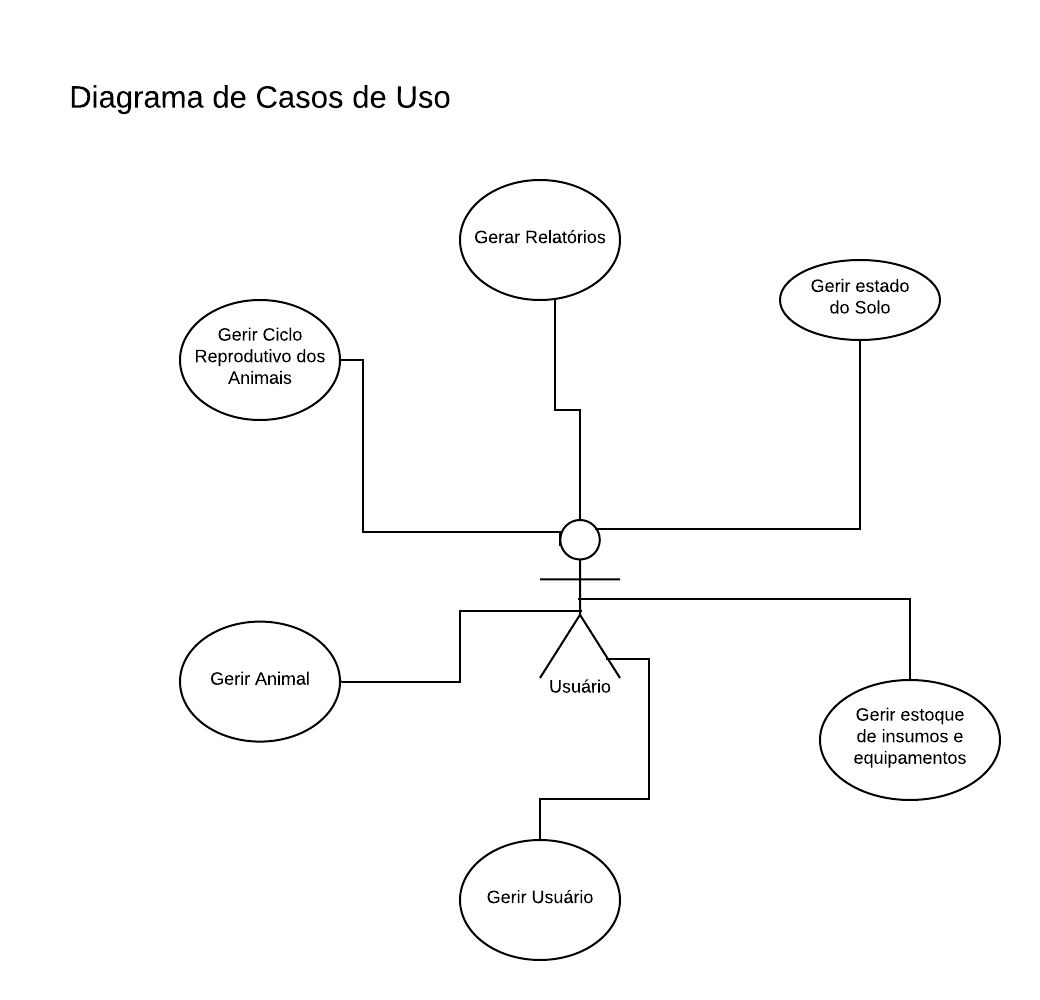 Diagrama de Casos de Uso
Gerar Relatórios
Gerir estado
do Solo
Gerir Ciclo
Reprodutivo dos
Animais
Gerir Animal
Usuário
Gerir estoque
de insumos e
equipamentos
Gerir Usuário